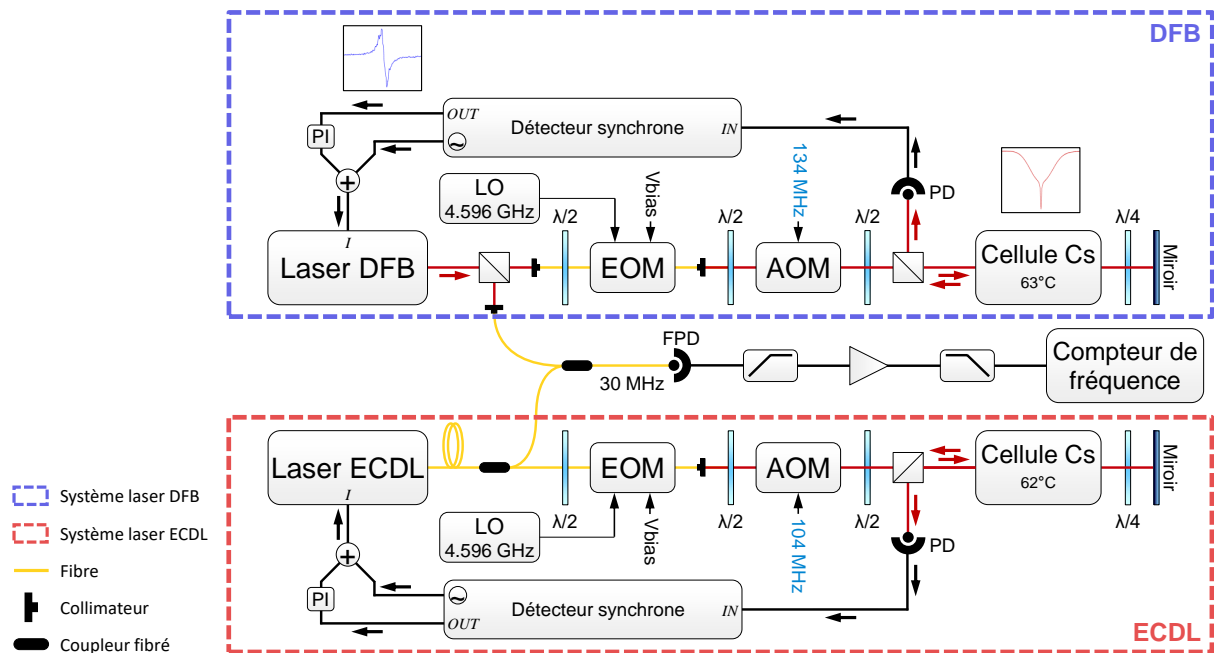 DFB
OUT
Détecteur synchrone
IN
PI
~
+
134 MHz
PD
LO
4.596 GHz
Vbias
λ/2
λ/2
λ/2
λ/4
I
Laser DFB
EOM
AOM
Cellule Cs
63°C
Miroir
FPD
30 MHz
Compteur de
fréquence
Laser ECDL
I
EOM
AOM
Cellule Cs
62°C
Miroir
λ/2
λ/2
λ/2
λ/4
LO
4.596 GHz
Vbias
104 MHz
PD
+
PI
~
OUT
Détecteur synchrone
IN
ECDL
Système laser DFB
Système laser ECDL
Fibre
Collimateur
Coupleur fibré